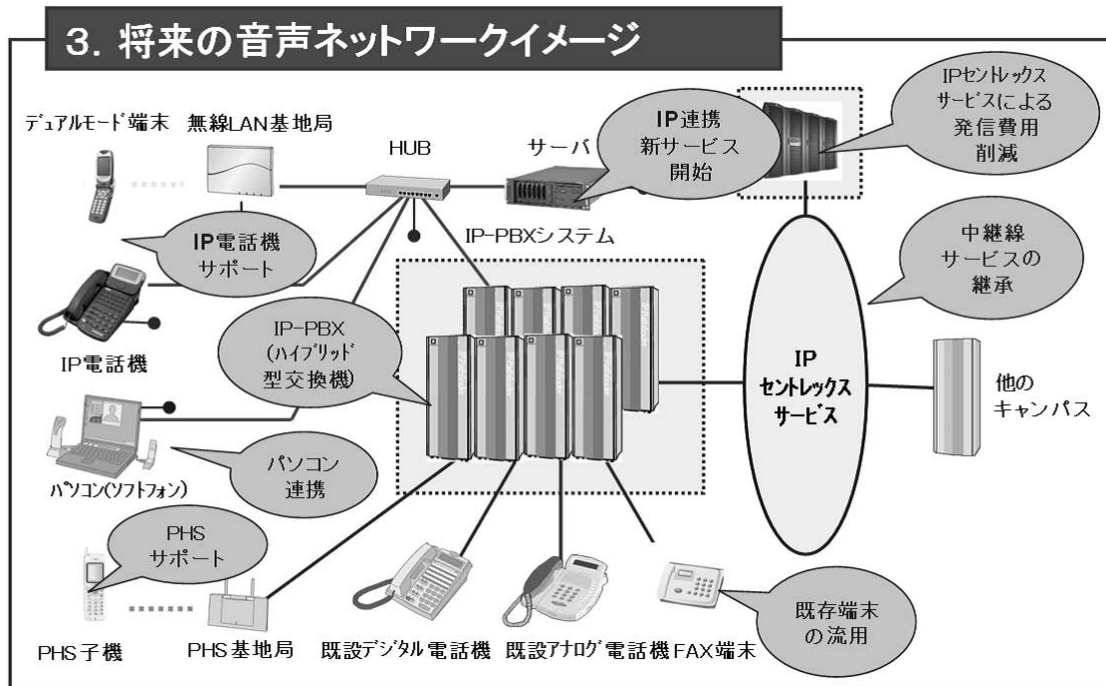 3. 将来の音声ネットワークイメージ
ﾃﾞｭｱﾙﾓｰﾄﾞ端末
無線LAN基地局
HUB
サーバ
IP連携
新サービス
開始
IPセントレックス
サービスによる
発信費用
削減
IP電話機
サポート
IP-PBXシステム
中継線
サービスの
継承
IP電話機
IP-PBX
(ﾊｲﾌﾞﾘｯﾄﾞ
型交換機)
IP
セントレックス
サービス
他の
キャンパス
ﾊﾟｿｺﾝ(ｿﾌﾄﾌｫﾝ)
パソコン
連携
PHS
サポート
PHS子機
PHS基地局
既設デジタル電話機
既設ｱﾅﾛｸﾞ電話機
FAX端末
既存端末
の流用